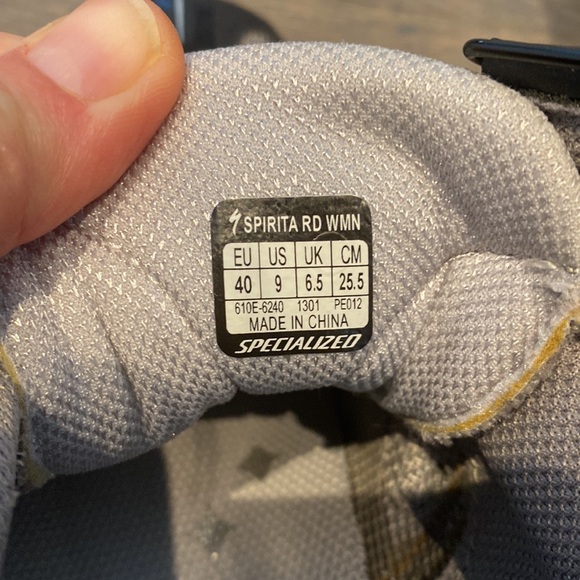 SPIRITA RD WMN
EU US UK CM
40 9 6.5 25.5
610E-6240 1301 PE012
MADE IN CHINA
SPECIALIZED